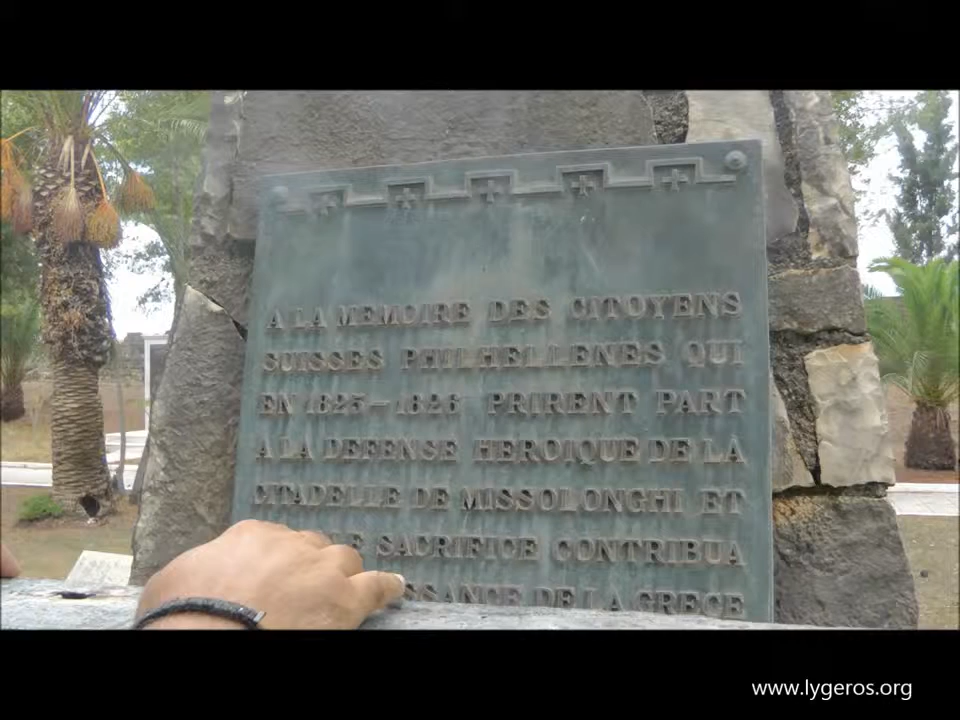 A LA MEMOIRE DES CITOYENS
SUISSES PHILHELLENES QUI
EN 1825-1826 PRIRENT PART
A LA DEFENSE HEROIQUE DE LA
CITADELLE DE MISSOLONGHI ET
SACRIFICE CONTRIBUA
DE LA GRECE
www.lygeros.org